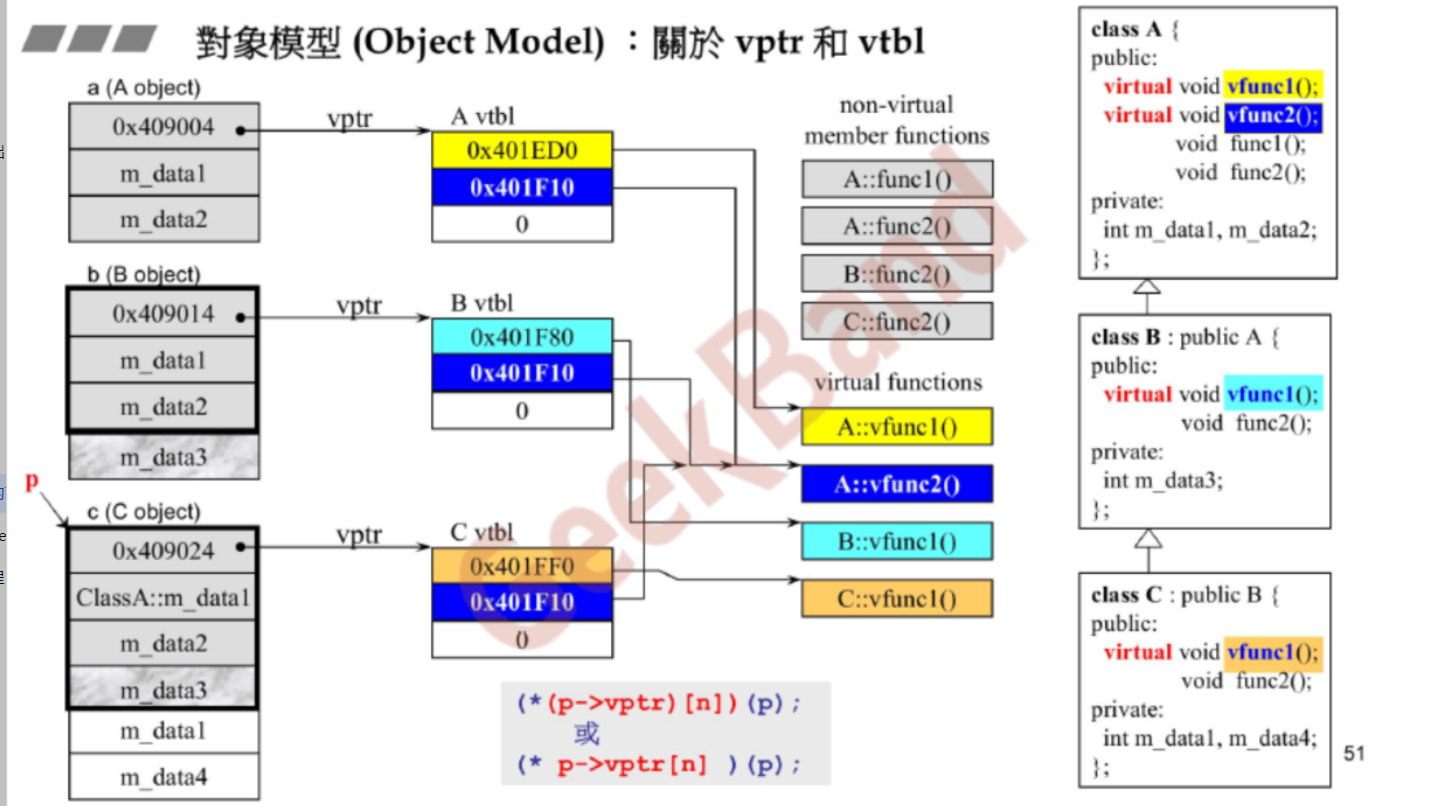 對象模型 (Object Model) ：關於 vptr 和 vtbl
a (A object)
0x409004
m_data1
m_data2
vptr
A vtbl
0x401ED0
0x401F10
0
b (B object)
0x409014
m_data1
m_data2
m_data3
vptr
B vtbl
0x401F80
0x401F10
0
p
c (C object)
0x409024
ClassA::m_data1
m_data2
m_data3
m_data1
m_data4
vptr
C vtbl
0x401FF0
0x401F10
0
non-virtual
member functions
A::func1()
A::func2()
B::func2()
C::func2()
virtual functions
A::vfunc1()
A::vfunc2()
B::vfunc1()
C::vfunc1()
(*(p->vptr)[n])(p);
或
(* p->vptr[n] )(p);
class A {
public:
virtual void vfunc1();
virtual void vfunc2();
void func1();
void func2();
private:
int m_data1, m_data2;
};
class B : public A {
public:
virtual void vfunc1();
void func2();
private:
int m_data3;
};
class C : public B {
public:
virtual void vfunc1();
void func2();
private:
int m_data1, m_data4;
};
51
GeekBand